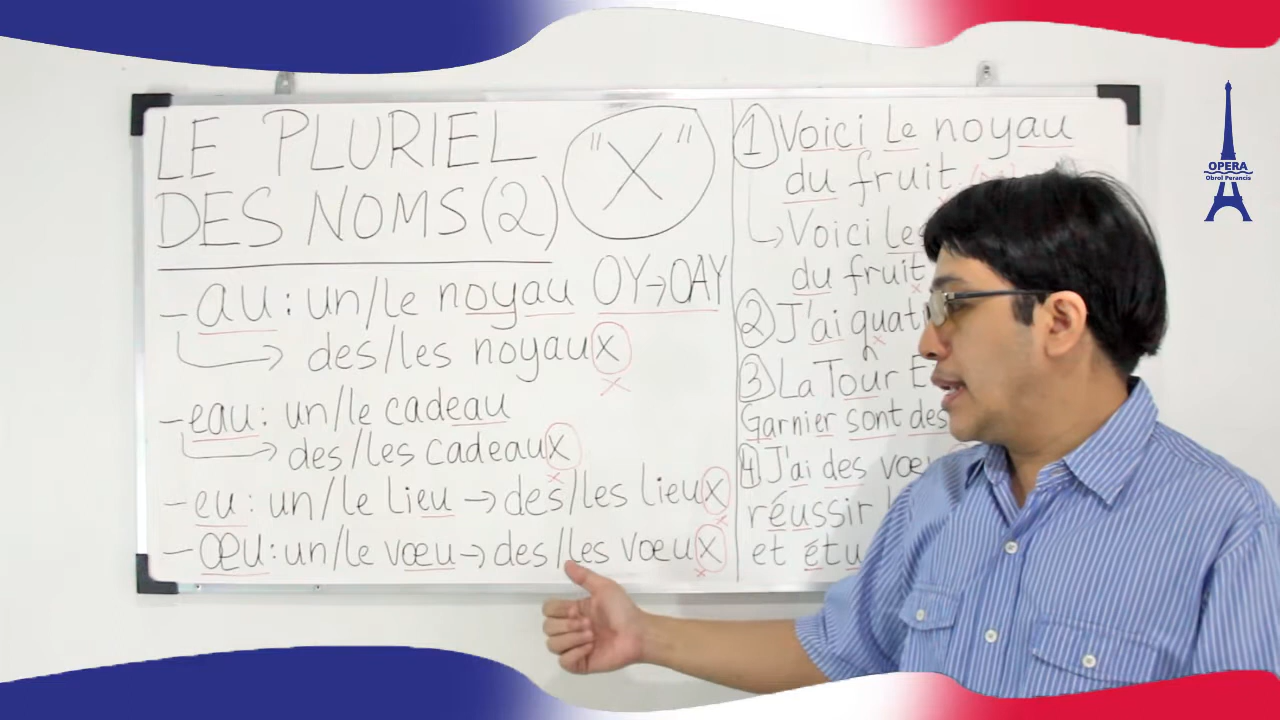 LE PLURIEL "X"
DES NOMS (2)
- au : un/le noyau OY→OAY
→ des/les noyaux
x
- eau : un/le cadeau
→ des/les cadeaux
x
- eu : un/le lieu → des/les lieux
x
- œu : un/le vœu → des/les vœux
x
① Voici le noyau
du fruit
↳ Voici les
du fruit
x
② J'ai
x
③ La Tour
Garnier sont des
④ J'ai des
x
réussir
et
OPERA
Obrol Perancis